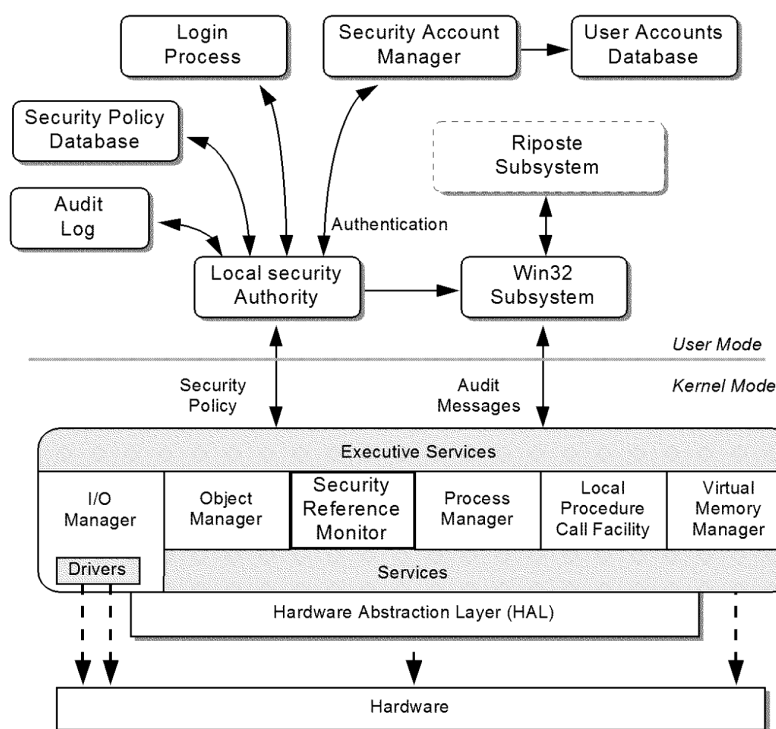 Login
Process
Security Account
Manager
User Accounts
Database
Security Policy
Database
Riposte
Subsystem
Audit
Log
Authentication
Local security
Authority
Win32
Subsystem
User Mode
Kernel Mode
Security
Policy
Audit
Messages
Executive Services
I/O
Manager
Object
Manager
Security
Reference
Monitor
Process
Manager
Local
Procedure
Call Facility
Virtual
Memory
Manager
Drivers
Services
Hardware Abstraction Layer (HAL)
Hardware